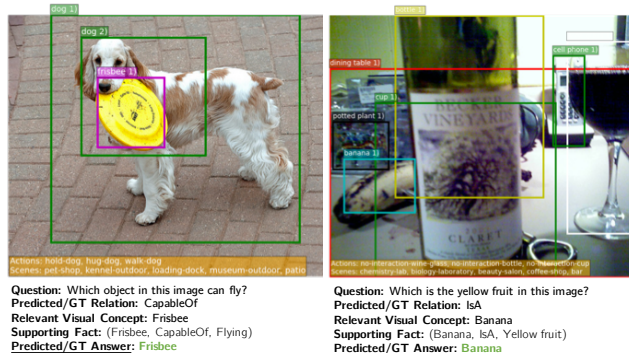 dog 1)
dog 2)
frisbee 1)
Actions: hold-dog, hug-dog, walk-dog
Scenes: pet-shop, kennel-outdoor, loading-dock, museum-outdoor, patio
Question: Which object in this image can fly?
Predicted/GT Relation: CapableOf
Relevant Visual Concept: Frisbee
Supporting Fact: (Frisbee, CapableOf, Flying)
Predicted/GT Answer: Frisbee
bottle 1)
cell phone 1)
dining table 1)
cup 1)
potted plant 1)
banana 1)
BECKER
VINEYARDS
CLARET
Actions: no-interaction-wine-glass, no-interaction-bottle, no-interaction-cup
Scenes: chemistry-lab, biology-laboratory, beauty-salon, coffee-shop, bar
Question: Which is the yellow fruit in this image?
Predicted/GT Relation: IsA
Relevant Visual Concept: Banana
Supporting Fact: (Banana, IsA, Yellow fruit)
Predicted/GT Answer: Banana